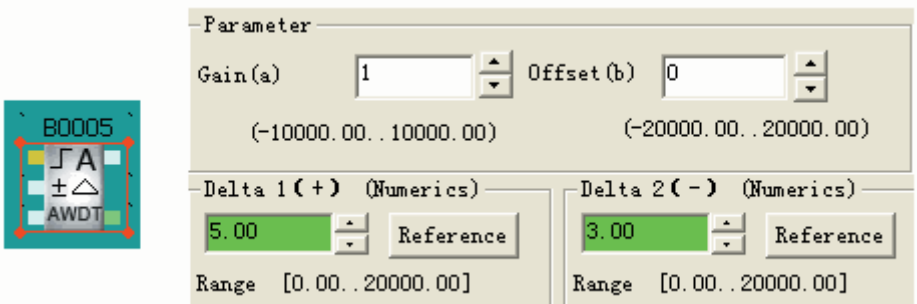 B0005
A
±△
AWDT
Parameter
Gain(a) 1 Offset(b) 0
(-10000.00..10000.00) (-20000.00..20000.00)
Delta 1(+) (Numerics)
5.00 Reference
Range [0.00..20000.00]
Delta 2(-) (Numerics)
3.00 Reference
Range [0.00..20000.00]